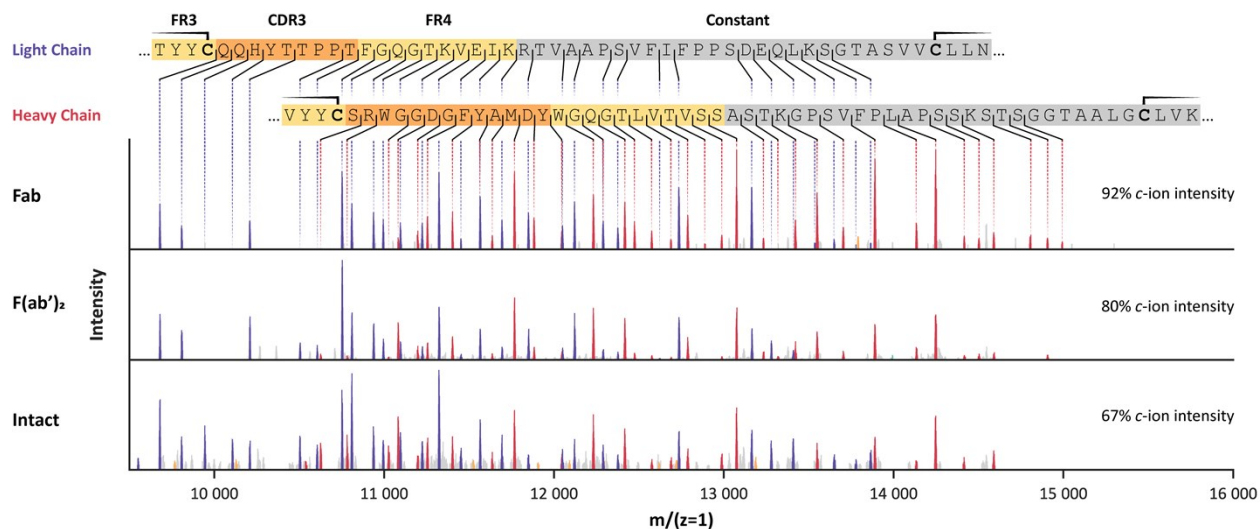 FR3 CDR3 FR4 Constant
Light Chain ...TYYCQQHYTTPPTFGQGTKVEIKRTVAAPSVFIFPPSDEQLKSGTASVVCLLN...
Heavy Chain ...VYYCSRWGGDGFYAMDYWGQGTLVTVSSASTKGPSVFPLAPSSKSTSGGTAALGCLVK...
Fab 92% c-ion intensity
F(ab’)₂ 80% c-ion intensity
Intact 67% c-ion intensity
Intensity
10 000 11 000 12 000 13 000 14 000 15 000 16 000
m/(z=1)